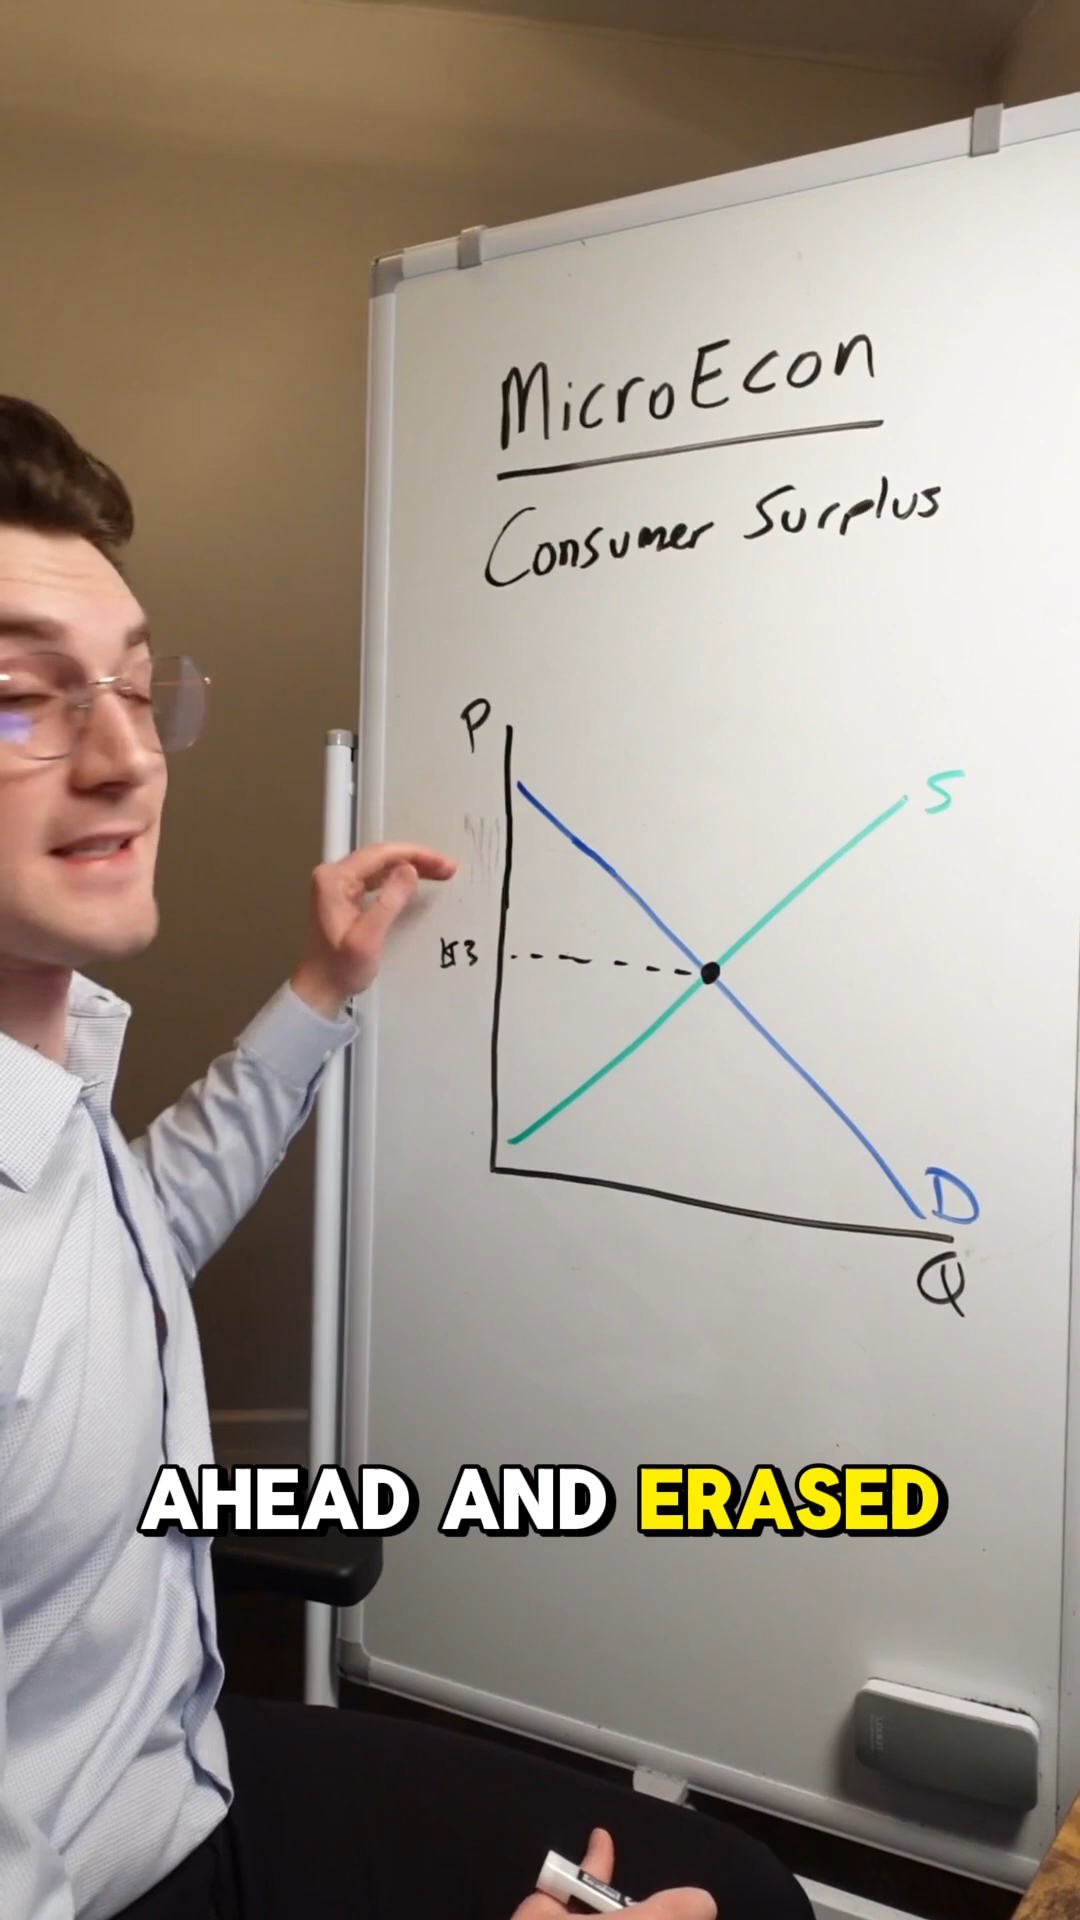 MicroEcon
Consumer Surplus
P
S
$3
D
Q
AHEAD AND ERASED